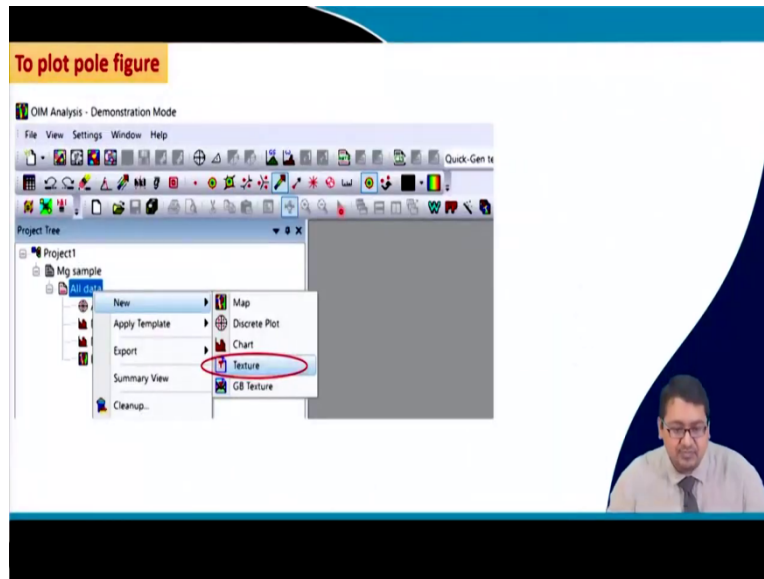 To plot pole figure
OIM Analysis - Demonstration Mode
File View Settings Window Help
Quick-Gen te
Project Tree
Project1
Mg sample
All data
New
Map
Apply Template
Discrete Plot
Chart
Export
Texture
Summary View
GB Texture
Cleanup...